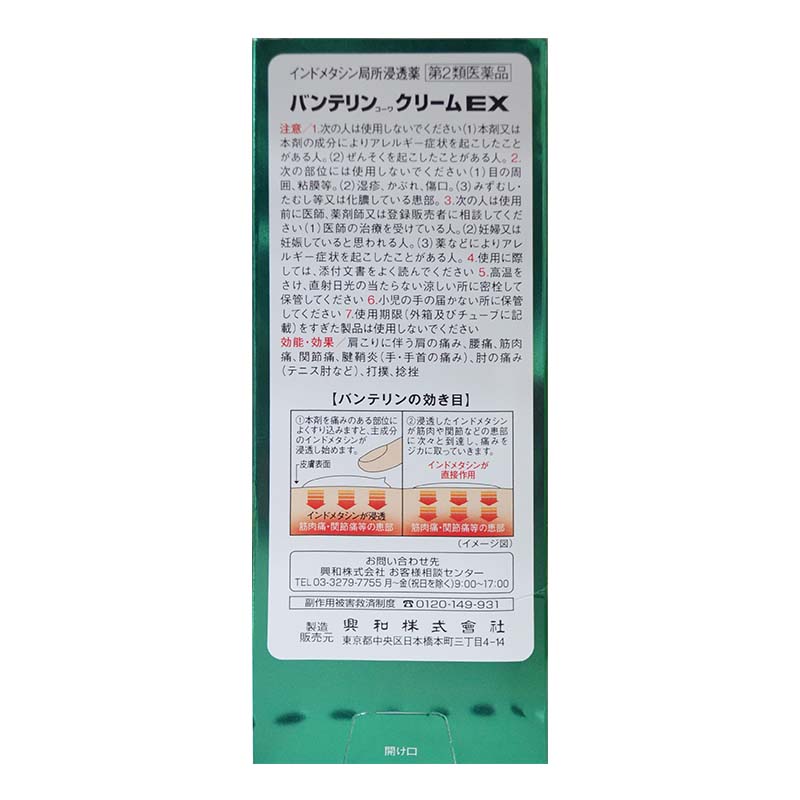 インドメタシン局所浸透薬 第2類医薬品
バンテリンコーワクリームEX
注意／1.次の人は使用しないでください(1)本剤又は
本剤の成分によりアレルギー症状を起こしたこと
がある人。(2)ぜんそくを起こしたことがある人。2.
次の部位には使用しないでください(1)目の周
囲、粘膜等。(2)湿疹、かぶれ、傷口。(3)みずむし・
たむし等又は化膿している患部。3.次の人は使用
前に医師、薬剤師又は登録販売者に相談してくだ
さい(1)医師の治療を受けている人。(2)妊婦又は
妊娠していると思われる人。(3)薬などによりアレ
ルギー症状を起こしたことがある人。4.使用に際
しては、添付文書をよく読んでください 5.高温を
さけ、直射日光の当たらない涼しい所に密栓して
保管してください 6.小児の手の届かない所に保管
してください 7.使用期限(外箱及びチューブに記
載)をすぎた製品は使用しないでください
効能・効果／肩こりに伴う肩の痛み、腰痛、筋肉
痛、関節痛、腱鞘炎(手・手首の痛み)、肘の痛み
(テニス肘など)、打撲、捻挫
【バンテリンの効き目】
①本剤を痛みのある部位に
よくすり込みますと、主成分
のインドメタシンが
浸透し始めます。
皮膚表面
インドメタシンが浸透
筋肉痛・関節痛等の患部
②浸透したインドメタシン
が筋肉や関節などの患部
に次々と到達し、痛みを
ジカに取っていきます。
インドメタシンが
直接作用
筋肉痛・関節痛等の患部
(イメージ図)
お問い合わせ先
興和株式会社 お客様相談センター
TEL 03-3279-7755 月～金(祝日を除く)9:00～17:00
副作用被害救済制度 ☎0120-149-931
製造
販売元
興和株式會社
東京都中央区日本橋本町三丁目4-14
開け口